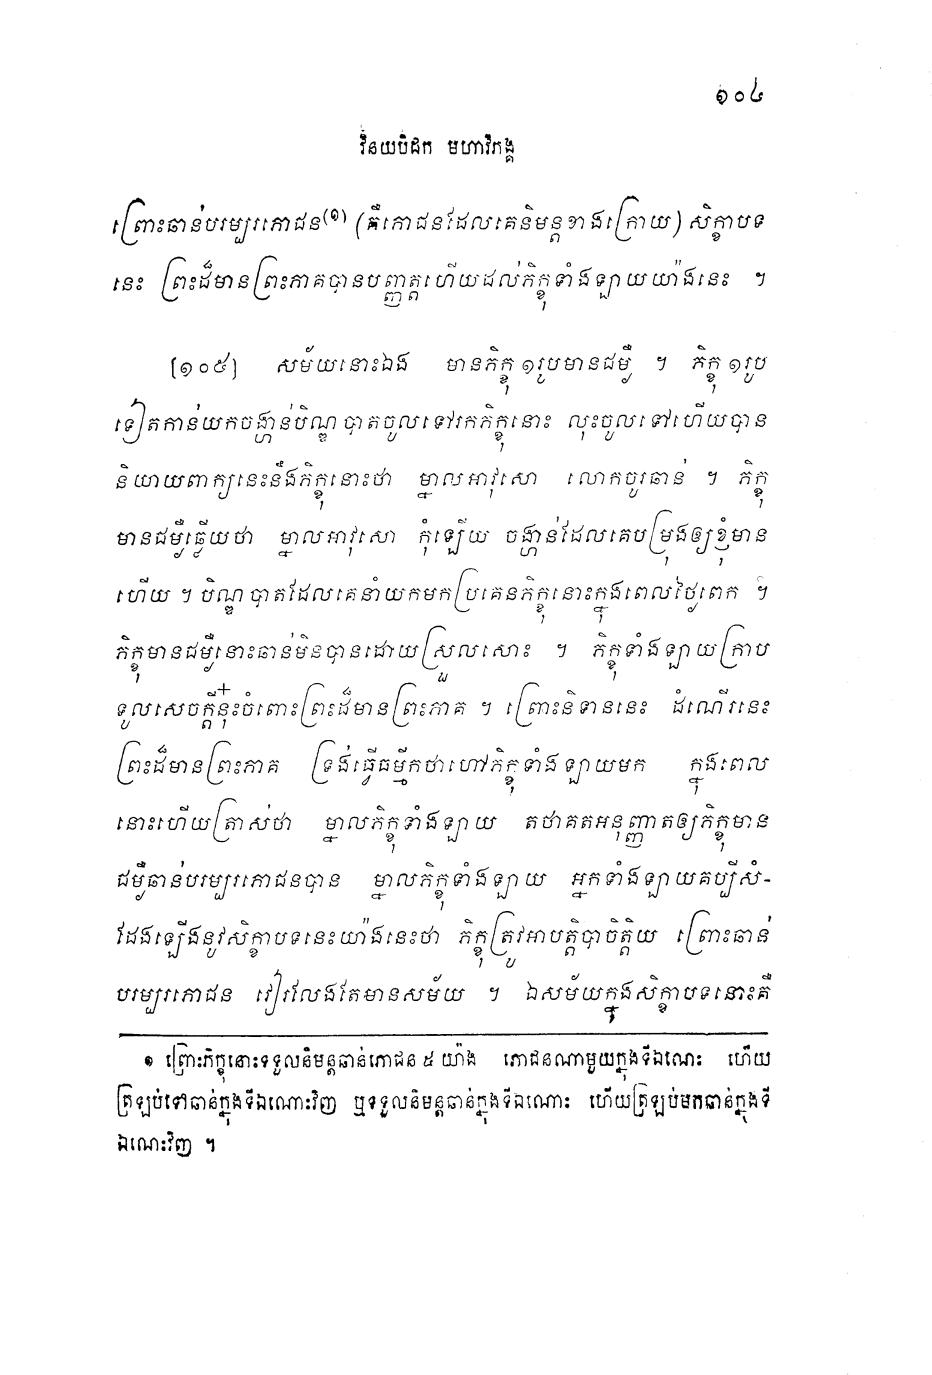 ១០៤
វិនយបិដក មហាវិភង្គ
ព្រោះឆាន់បរម្បរភោជន(១) (គឺភោជនដែលគេនិមន្តខាងក្រោយ) សិក្ខាបទ
នេះ ព្រះដ៏មានព្រះភាគបានបញ្ញត្តហើយដល់ភិក្ខុទាំងឡាយយ៉ាងនេះ ។
[១០៥] សម័យនោះឯង មានភិក្ខុ១រូបមានជម្ងឺ ។ ភិក្ខុ១រូប
ទៀតកាន់យកចង្ហាន់បិណ្ឌបាតចូលទៅរកភិក្ខុនោះ លុះចូលទៅហើយបាន
និយាយពាក្យនេះនឹងភិក្ខុនោះថា ម្នាលអាវុសោ លោកចូរឆាន់ ។ ភិក្ខុ
មានជម្ងឺឆ្លើយថា ម្នាលអាវុសោ កុំឡើយ ចង្ហាន់ដែលគេបម្រុងឲ្យខ្ញុំមាន
ហើយ ។ បិណ្ឌបាតដែលគេនាំយកមកប្រគេនភិក្ខុនោះក្នុងពេលថ្ងៃពេក ។
ភិក្ខុមានជម្ងឺនោះឆាន់មិនបានដោយស្រួលសោះ ។ ភិក្ខុទាំងឡាយក្រាប
ទូលសេចក្តីនុ៎ះចំពោះព្រះដ៏មានព្រះភាគ ។ ព្រោះនិទាននេះ ដំណើរនេះ
ព្រះដ៏មានព្រះភាគ ទ្រង់ធ្វើធម្មីកថាហៅភិក្ខុទាំងឡាយមក ក្នុងពេល
នោះហើយត្រាស់ថា ម្នាលភិក្ខុទាំងឡាយ តថាគតអនុញ្ញាតឲ្យភិក្ខុមាន
ជម្ងឺឆាន់បរម្បរភោជនបាន ម្នាលភិក្ខុទាំងឡាយ អ្នកទាំងឡាយគប្បីសំ-
ដែងឡើងនូវសិក្ខាបទនេះយ៉ាងនេះថា ភិក្ខុត្រូវអាបត្តិបាចិត្តិយ ព្រោះឆាន់
បរម្បរភោជន វៀរលែងតែមានសម័យ ។ ឯសម័យក្នុងសិក្ខាបទនោះគឺ
១ ព្រោះភិក្ខុនោះទទួលនិមន្តឆាន់ភោជន ៥ យ៉ាង ភោជនណាមួយក្នុងទីឯណេះ ហើយ
ត្រឡប់ទៅឆាន់ក្នុងទីឯណោះវិញ ឬទទួលនិមន្តឆាន់ក្នុងទីឯណោះ ហើយត្រឡប់មកឆាន់ក្នុងទី
ឯណេះវិញ ។